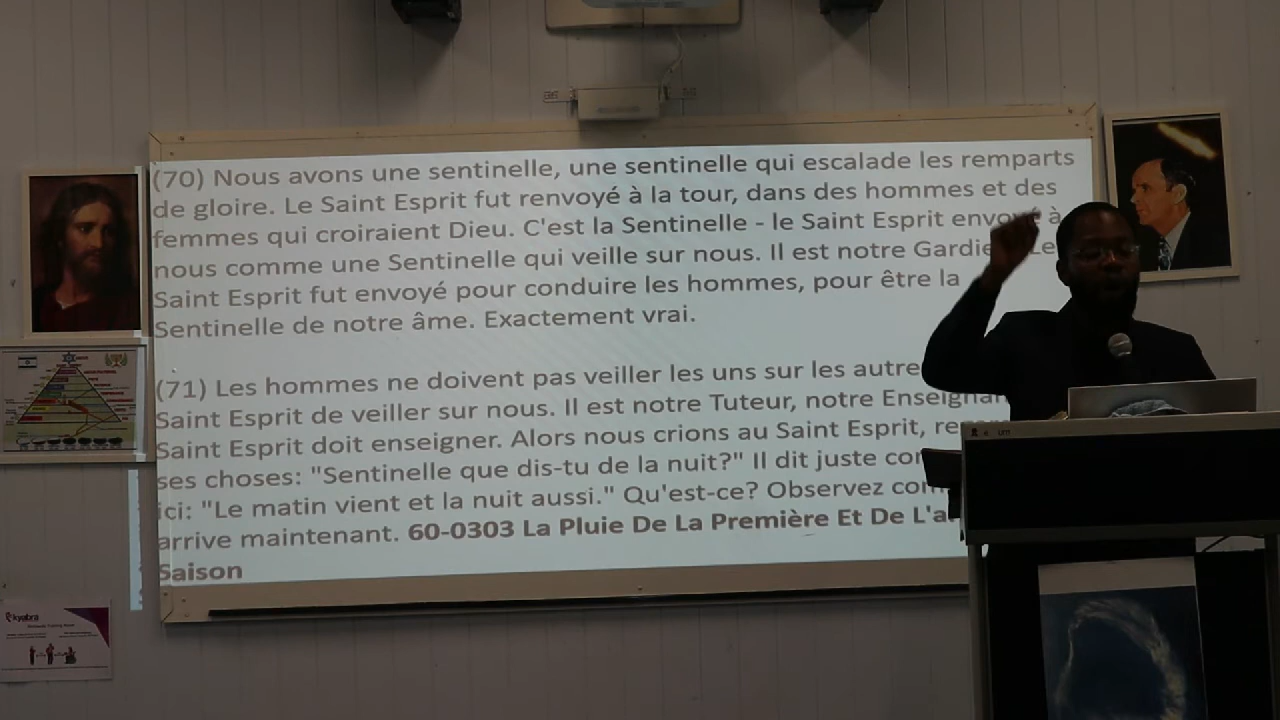 (70) Nous avons une sentinelle, une sentinelle qui escalade les remparts
de gloire. Le Saint Esprit fut renvoyé à la tour, dans des hommes et des
femmes qui croiraient Dieu. C'est la Sentinelle - le Saint Esprit envoyé à
nous comme une Sentinelle qui veille sur nous. Il est notre Le
Saint Esprit fut envoyé pour conduire les hommes, pour être la
Sentinelle de notre âme. Exactement vrai.
(71) Les hommes ne doivent pas veiller les uns sur les
Saint Esprit de veiller sur nous. Il est notre Tuteur, notre
Saint Esprit doit enseigner. Alors nous crions au Saint Esprit,
ses choses: "Sentinelle que dis-tu de la nuit?" Il dit juste
ici: "Le matin vient et la nuit aussi." Qu'est-ce? Observez
arrive maintenant. 60-0303 La Pluie De La Première Et De
Saison
kyabra